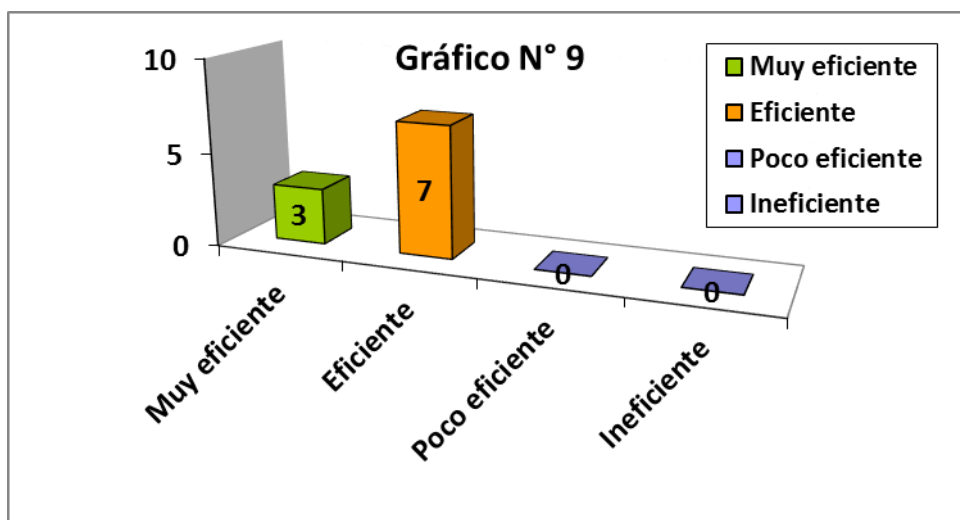 Gráfico N° 9
10
5
0
3
7
0
0
Muy eficiente
Eficiente
Poco eficiente
Ineficiente
Muy eficiente
Eficiente
Poco eficiente
Ineficiente